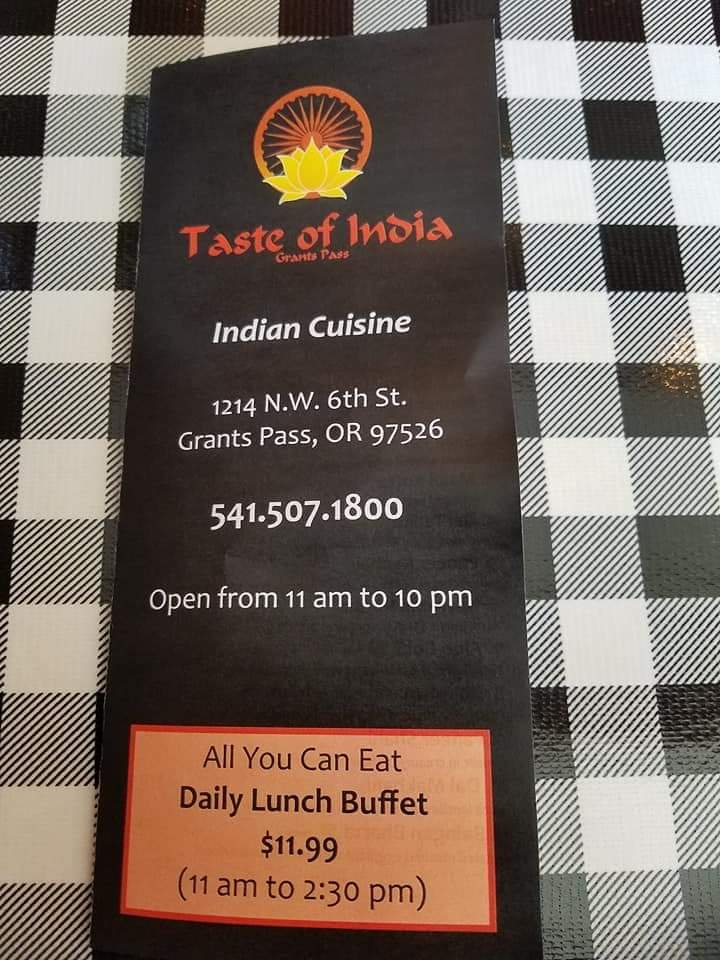 Taste of India
Grants Pass
Indian Cuisine
1214 N.W. 6th St.
Grants Pass, OR 97526
541.507.1800
Open from 11 am to 10 pm
All You Can Eat
Daily Lunch Buffet
$11.99
(11 am to 2:30 pm)